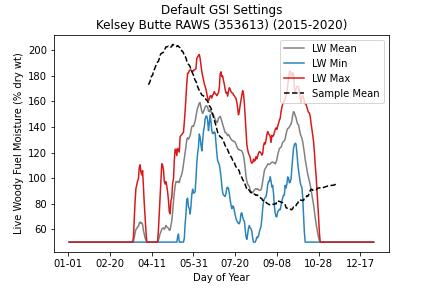 Default GSI Settings
Kelsey Butte RAWS (353613) (2015-2020)
Live Woody Fuel Moisture (% dry wt)
200
180
160
140
120
100
80
60
LW Mean
LW Min
LW Max
Sample Mean
01-01 02-20 04-11 05-31 07-20 09-08 10-28 12-17
Day of Year